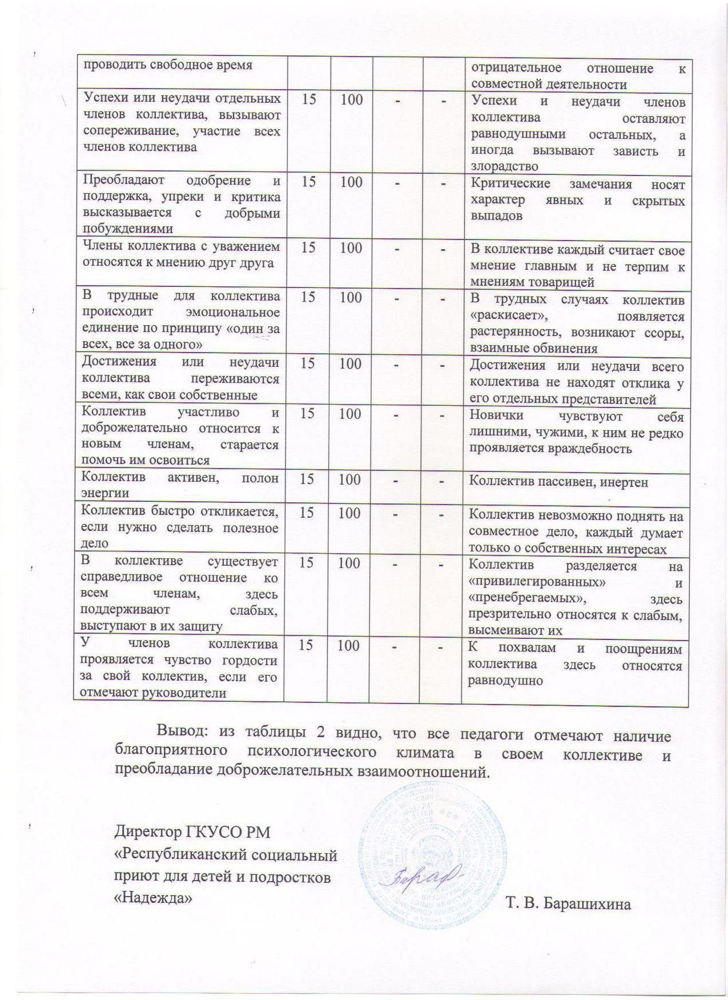 проводить свободное время
отрицательное отношение к
совместной деятельности
Успехи или неудачи отдельных
членов коллектива, вызывают
сопереживание, участие всех
членов коллектива
15
100
-
-
Успехи и неудачи членов
коллектива оставляют
равнодушными остальных, а
иногда вызывают зависть и
злорадство
Преобладают одобрение и
поддержка, упреки и критика
высказывается с добрыми
побуждениями
15
100
-
-
Критические замечания носят
характер явных и скрытых
выпадов
Члены коллектива с уважением
относятся к мнению друг друга
15
100
-
-
В коллективе каждый считает свое
мнение главным и не терпим к
мнениям товарищей
В трудные для коллектива
происходит эмоциональное
единение по принципу «один за
всех, все за одного»
15
100
-
-
В трудных случаях коллектив
«раскисает», появляется
растерянность, возникают ссоры,
взаимные обвинения
Достижения или неудачи
коллектива переживаются
всеми, как свои собственные
15
100
-
-
Достижения или неудачи всего
коллектива не находят отклика у
его отдельных представителей
Коллектив участливо и
доброжелательно относится к
новым членам, старается
помочь им освоиться
15
100
-
-
Новички чувствуют себя
лишними, чужими, к ним не редко
проявляется враждебность
Коллектив активен, полон
энергии
15
100
-
-
Коллектив пассивен, инертен
Коллектив быстро откликается,
если нужно сделать полезное
дело
15
100
-
-
Коллектив невозможно поднять на
совместное дело, каждый думает
только о собственных интересах
В коллективе существует
справедливое отношение ко
всем членам, здесь
поддерживают слабых,
выступают в их защиту
15
100
-
-
Коллектив разделяется на
«привилегированных» и
«пренебрегаемых», здесь
презрительно относятся к слабым,
высмеивают их
У членов коллектива
проявляется чувство гордости
за свой коллектив, если его
отмечают руководители
15
100
-
-
К похвалам и поощрениям
коллектива здесь относятся
равнодушно
Вывод: из таблицы 2 видно, что все педагоги отмечают наличие
благоприятного психологического климата в своем коллективе и
преобладание доброжелательных взаимоотношений.
Директор ГКУСО РМ
«Республиканский социальный
приют для детей и подростков
«Надежда»
Т. В. Барашихина